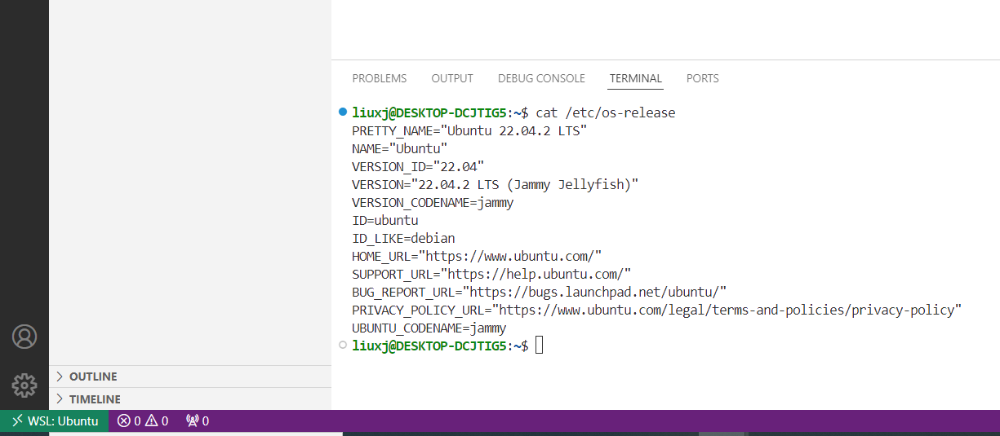 PROBLEMS OUTPUT DEBUG CONSOLE TERMINAL PORTS
liuxj@DESKTOP-DCJTIG5:~$ cat /etc/os-release
PRETTY_NAME="Ubuntu 22.04.2 LTS"
NAME="Ubuntu"
VERSION_ID="22.04"
VERSION="22.04.2 LTS (Jammy Jellyfish)"
VERSION_CODENAME=jammy
ID=ubuntu
ID_LIKE=debian
HOME_URL="https://www.ubuntu.com/"
SUPPORT_URL="https://help.ubuntu.com/"
BUG_REPORT_URL="https://bugs.launchpad.net/ubuntu/"
PRIVACY_POLICY_URL="https://www.ubuntu.com/legal/terms-and-policies/privacy-policy"
UBUNTU_CODENAME=jammy
liuxj@DESKTOP-DCJTIG5:~$
OUTLINE
TIMELINE
WSL: Ubuntu 0 0 0